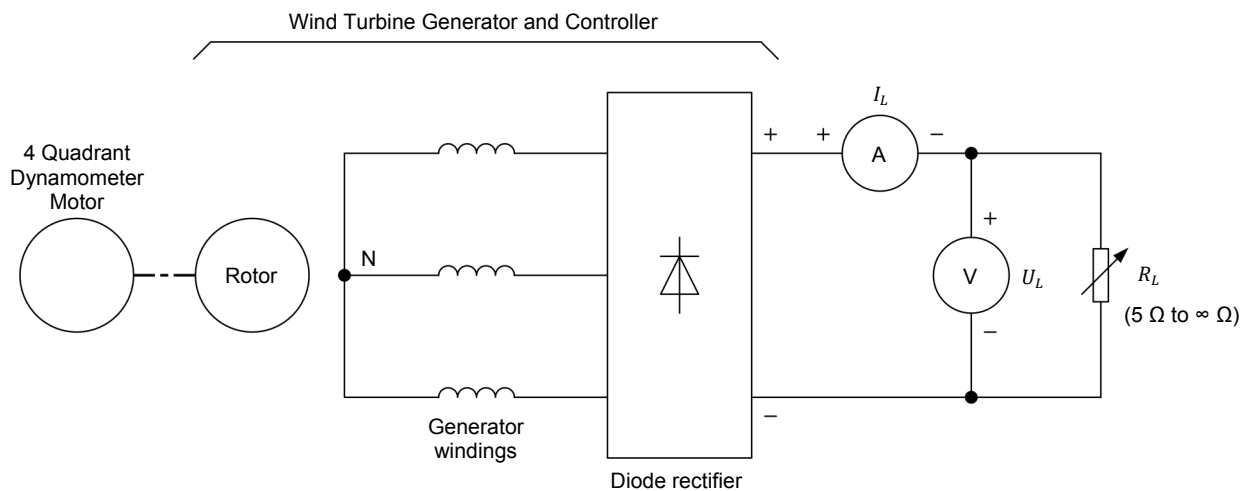 Wind Turbine Generator and Controller
4 Quadrant
Dynamometer
Motor
Rotor
N
Generator
windings
Diode rectifier
+
−
+
−
I_L
A
+
−
V
U_L
R_L
(5 Ω to ∞ Ω)